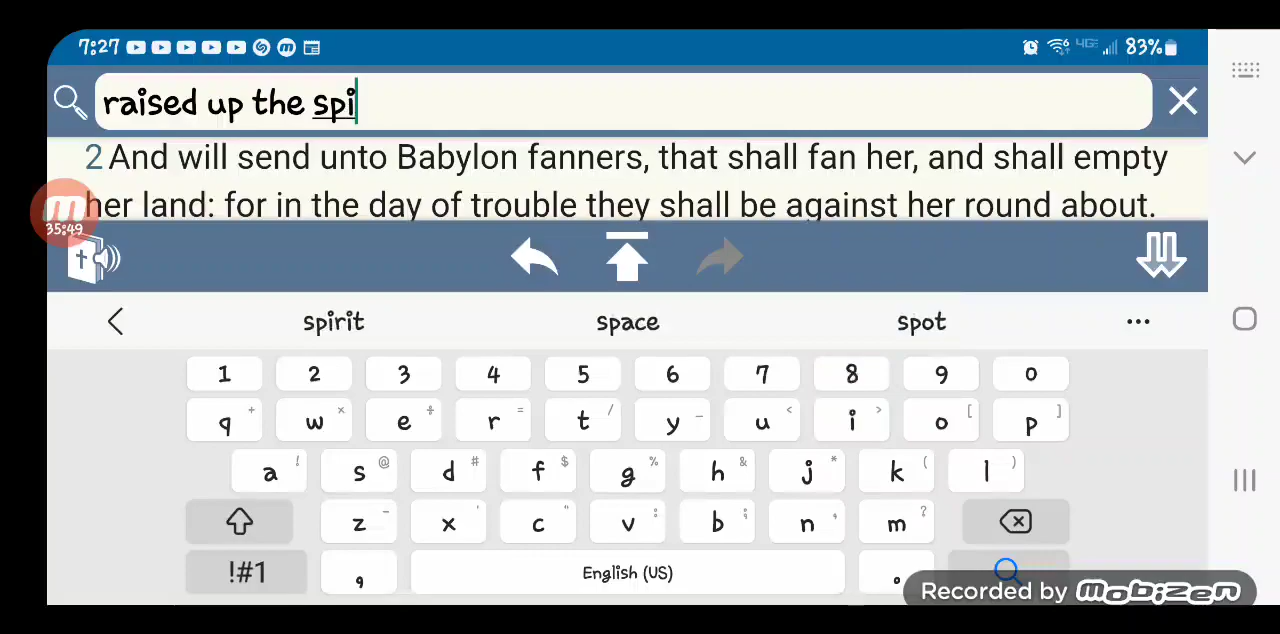 7:27 4GE 83%
raised up the spi
2 And will send unto Babylon fanners, that shall fan her, and shall empty
her land: for in the day of trouble they shall be against her round about.
35:49
spirit space spot ...
1 2 3 4 5 6 7 8 9 0
q + w × e ÷ r = t / y _ u < i > o [ p ]
a ! s @ d # f $ g % h & j * k ( l )
z - x ' c " v : b ; n , m ?
!#1 , English (US) .
Recorded by MOBIZEN